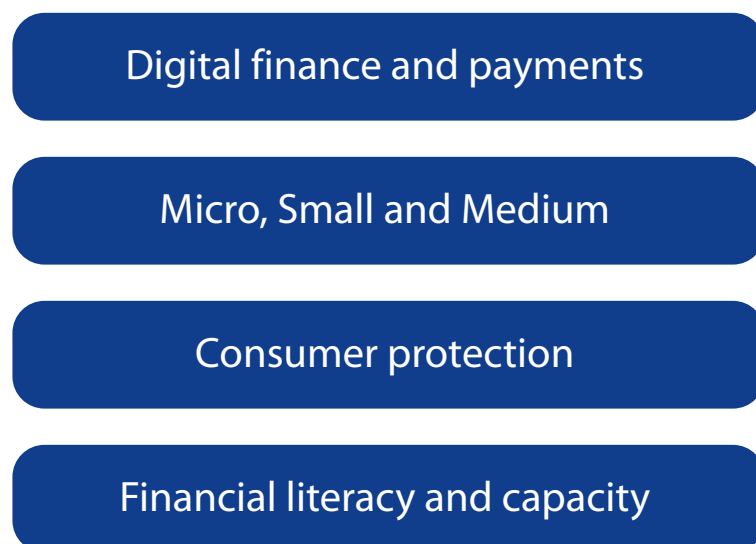 Digital finance and payments
Micro, Small and Medium
Consumer protection
Financial literacy and capacity